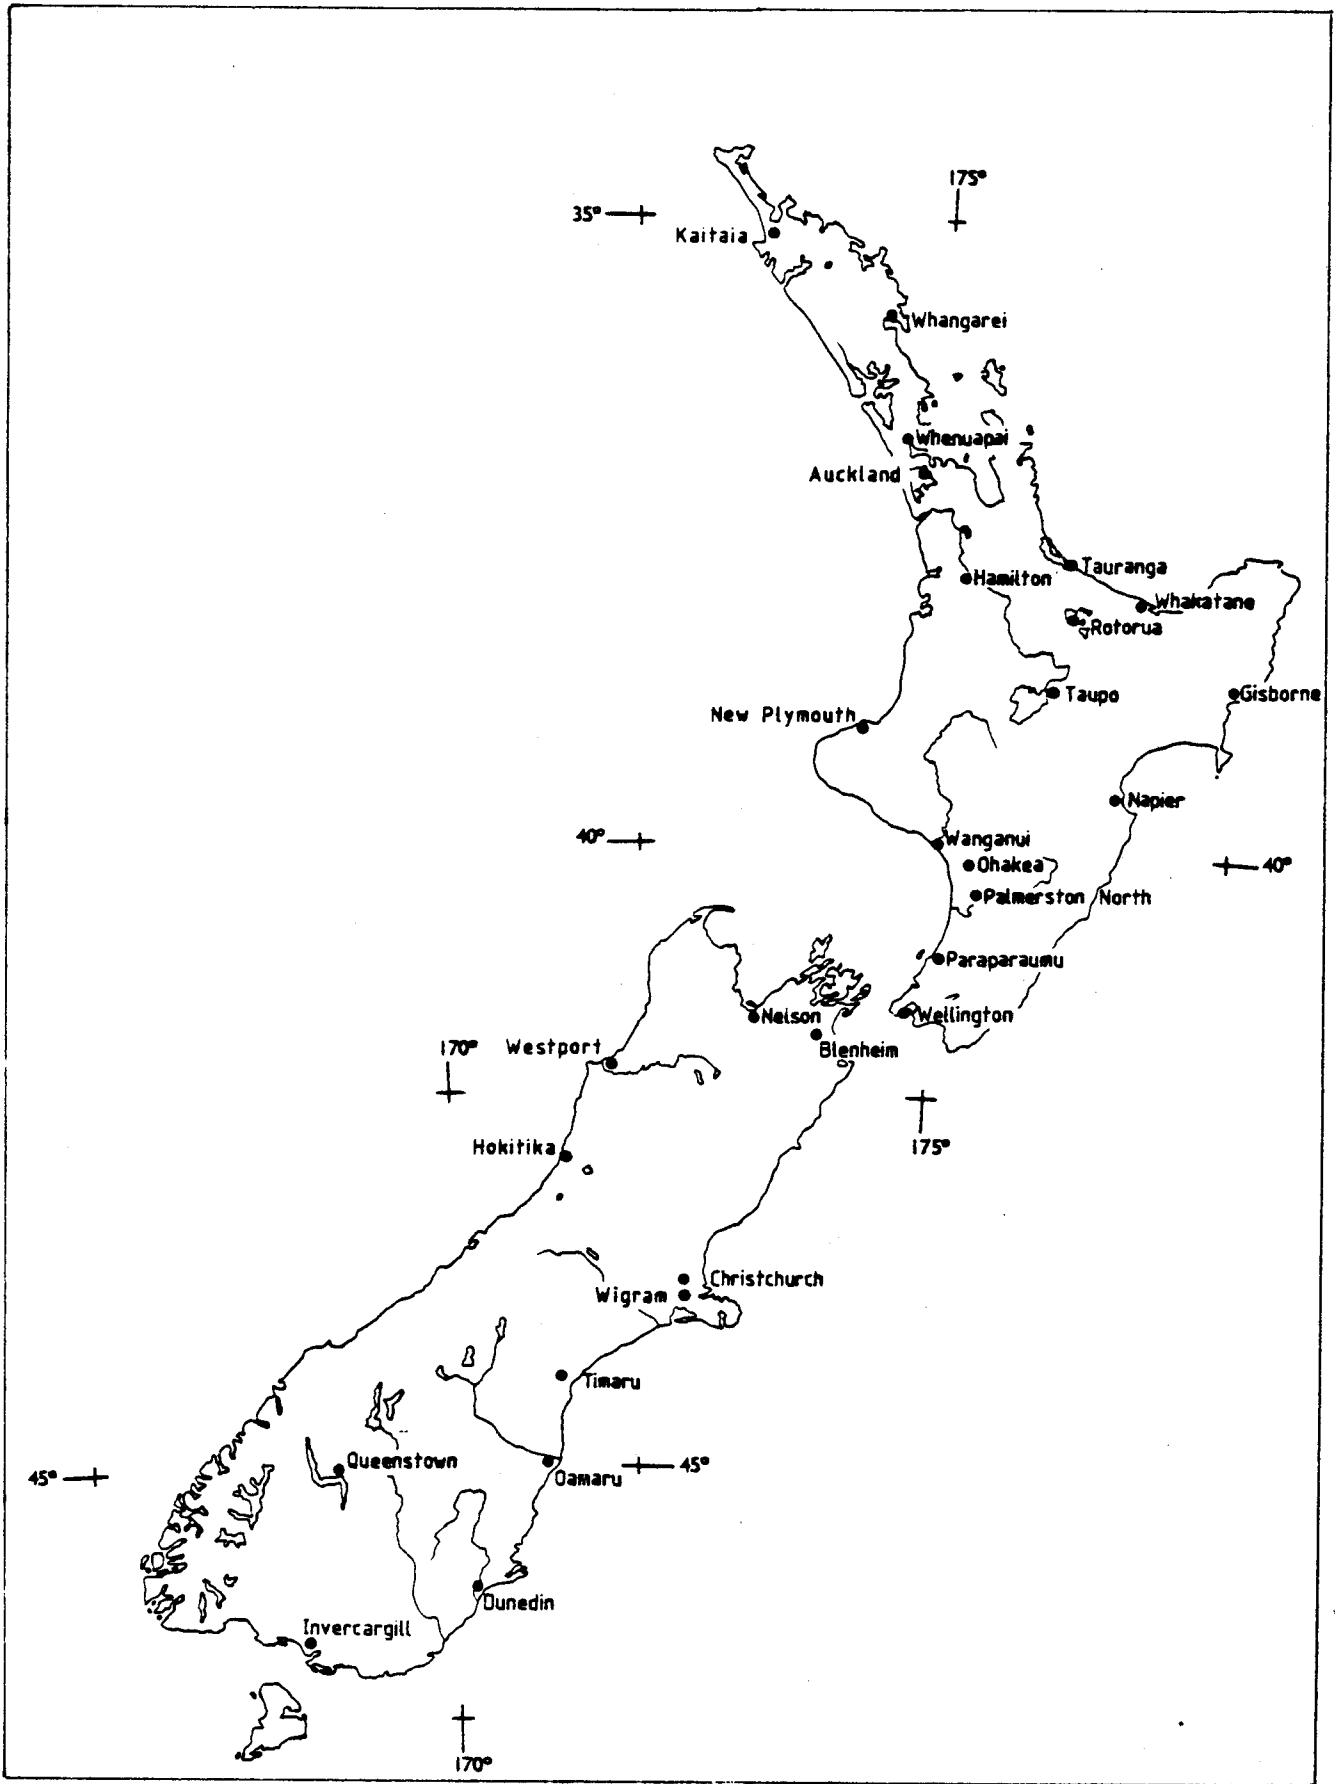 175°
35°
Kaitaia
Whangarei
Whenuapai
Auckland
Tauranga
Hamilton
Whakatane
Rotorua
Taupo
Gisborne
New Plymouth
Napier
40°
Wanganui
Ohakea
40°
Palmerston North
Paraparaumu
Nelson
Wellington
170°
Westport
Blenheim
175°
Hokitika
Christchurch
Wigram
Timaru
Queenstown
45°
45°
Oamaru
Dunedin
Invercargill
170°